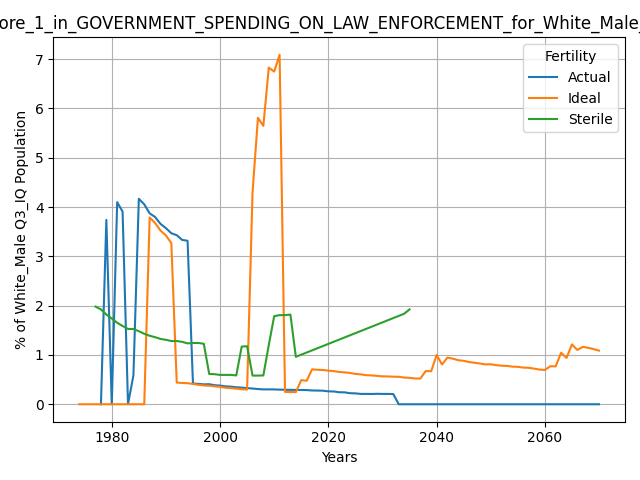 ore_1_in_GOVERNMENT_SPENDING_ON_LAW_ENFORCEMENT_for_White_Male_
7
6
5
4
3
2
1
0
% of White_Male Q3_IQ Population
Fertility
Actual
Ideal
Sterile
1980 2000 2020 2040 2060
Years